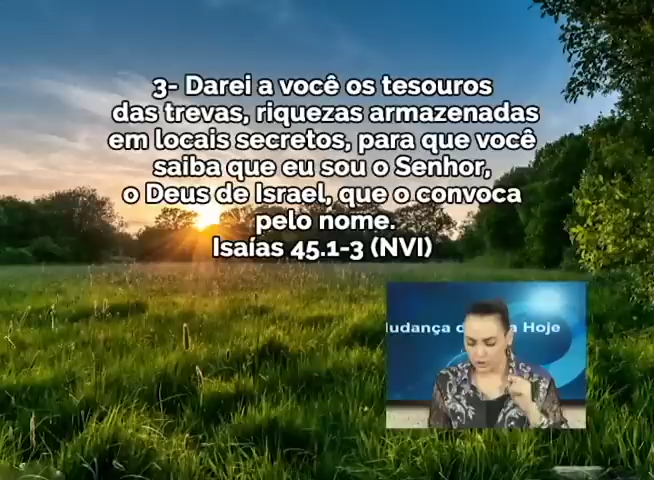 3- Darei a você os tesouros
das trevas, riquezas armazenadas
em locais secretos, para que você
saiba que eu sou o Senhor,
o Deus de Israel, que o convoca
pelo nome.
Isaías 45.1-3 (NVI)
Hoje